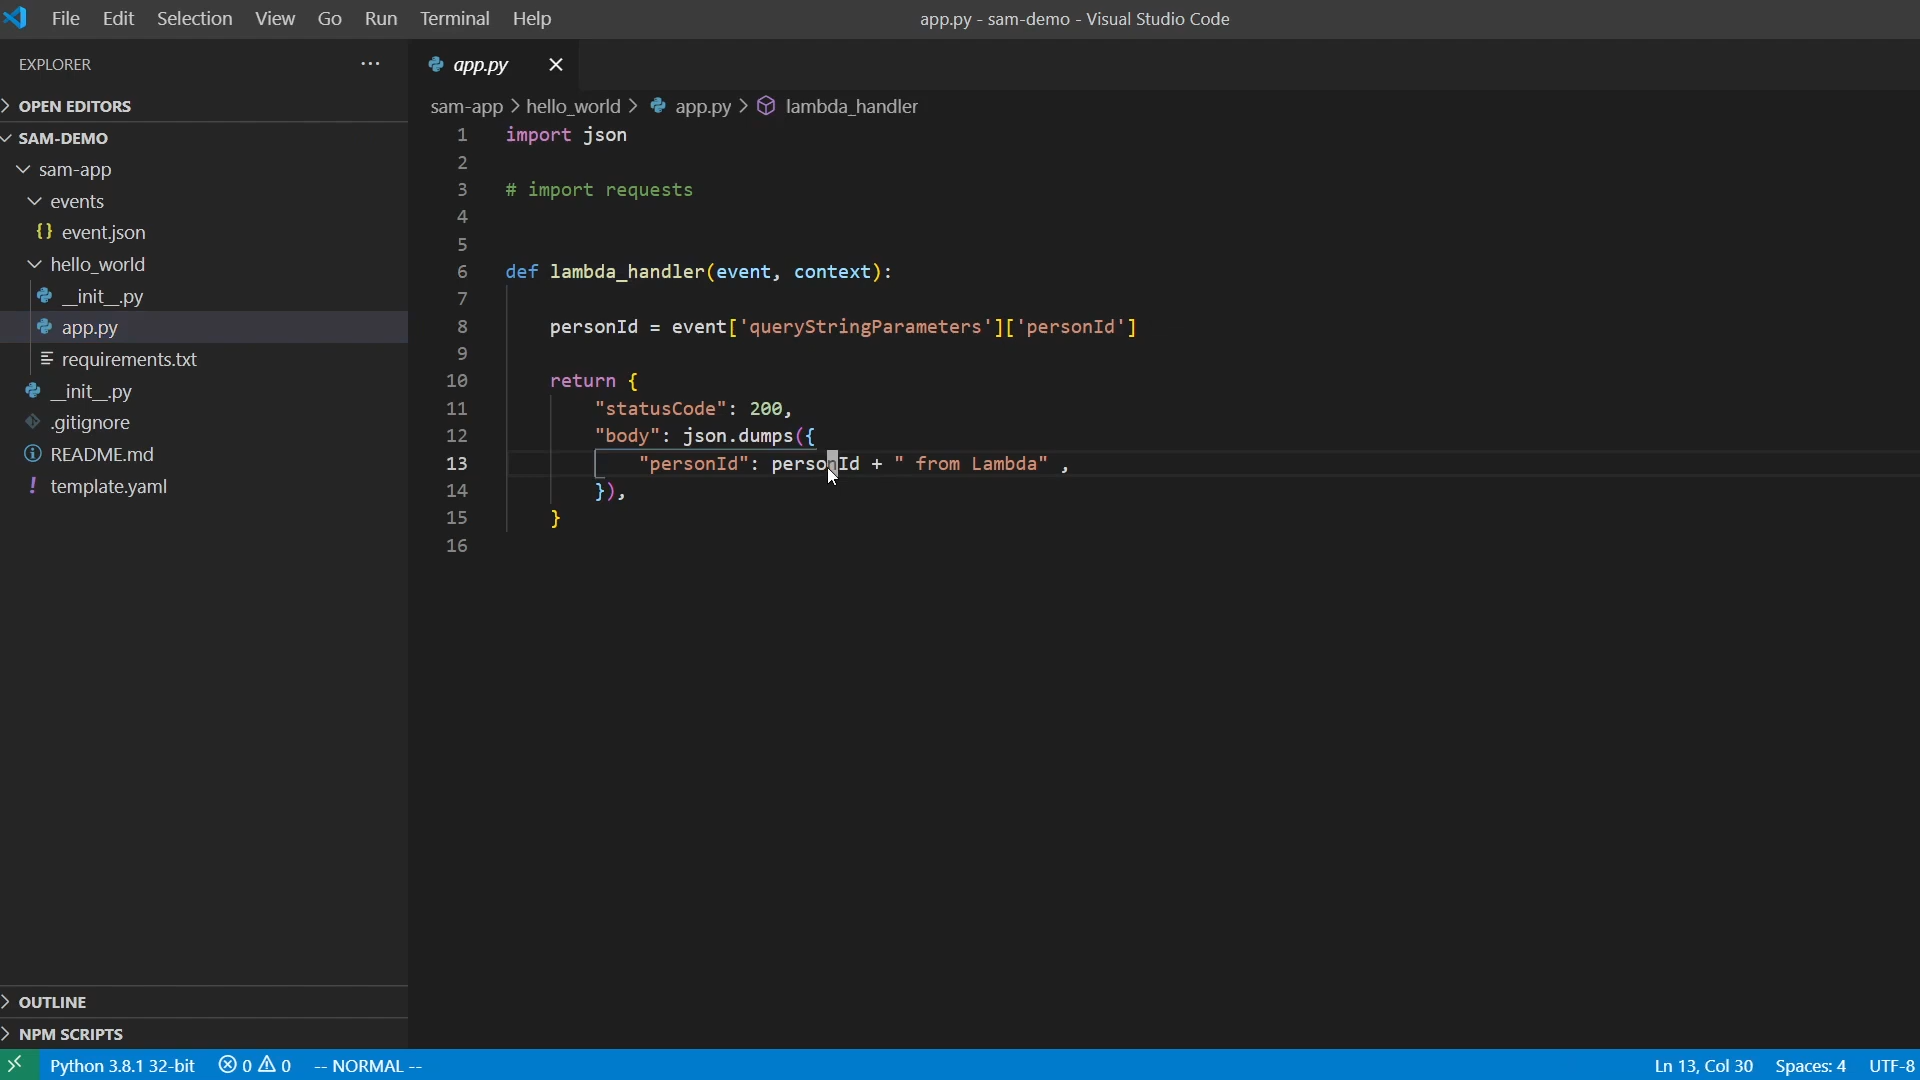 File Edit Selection View Go Run Terminal Help
app.py - sam-demo - Visual Studio Code
EXPLORER ···
OPEN EDITORS
SAM-DEMO
sam-app
events
{} event.json
hello_world
__init__.py
app.py
requirements.txt
__init__.py
.gitignore
README.md
! template.yaml
OUTLINE
NPM SCRIPTS
app.py
sam-app > hello_world > app.py > lambda_handler
1 import json
2
3 # import requests
4
5
6 def lambda_handler(event, context):
7
8     personId = event['queryStringParameters']['personId']
9
10     return {
11         "statusCode": 200,
12         "body": json.dumps({
13             "personId": personId + " from Lambda" ,
14         }),
15     }
16
Python 3.8.1 32-bit 0 0 -- NORMAL --
Ln 13, Col 30 Spaces: 4 UTF-8